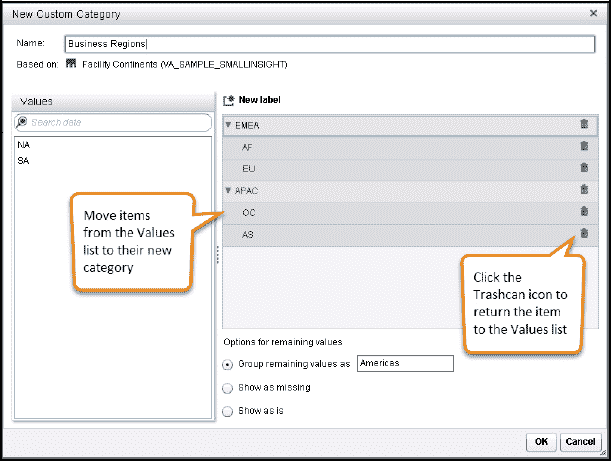 New Custom Category
Name: Business Regions
Based on: Facility Continents (VA_SAMPLE_SMALLINSIGHT)
Values
Search data
NA
SA
New label
EMEA
AF
EU
APAC
OC
AS
Move items
from the Values
list to their new
category
Click the
Trashcan icon to
return the item
to the Values list
Options for remaining values
Group remaining values as Americas
Show as missing
Show as is
OK Cancel